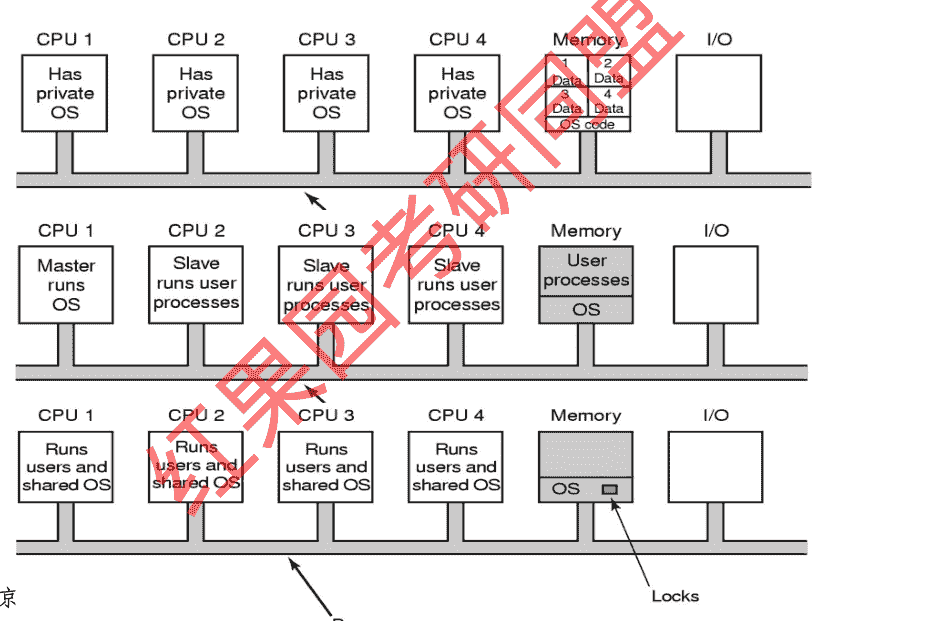 CPU 1 CPU 2 CPU 3 CPU 4 Memory I/O
Has private OS
Has private OS
Has private OS
Has private OS
1 Data
2 Data
3 Data
4 Data
OS code
CPU 1 CPU 2 CPU 3 CPU 4 Memory I/O
Master runs OS
Slave runs user processes
Slave runs user processes
Slave runs user processes
User processes
OS
CPU 1 CPU 2 CPU 3 CPU 4 Memory I/O
Runs users and shared OS
Runs users and shared OS
Runs users and shared OS
Runs users and shared OS
OS
Locks
京
红果园考研同盟